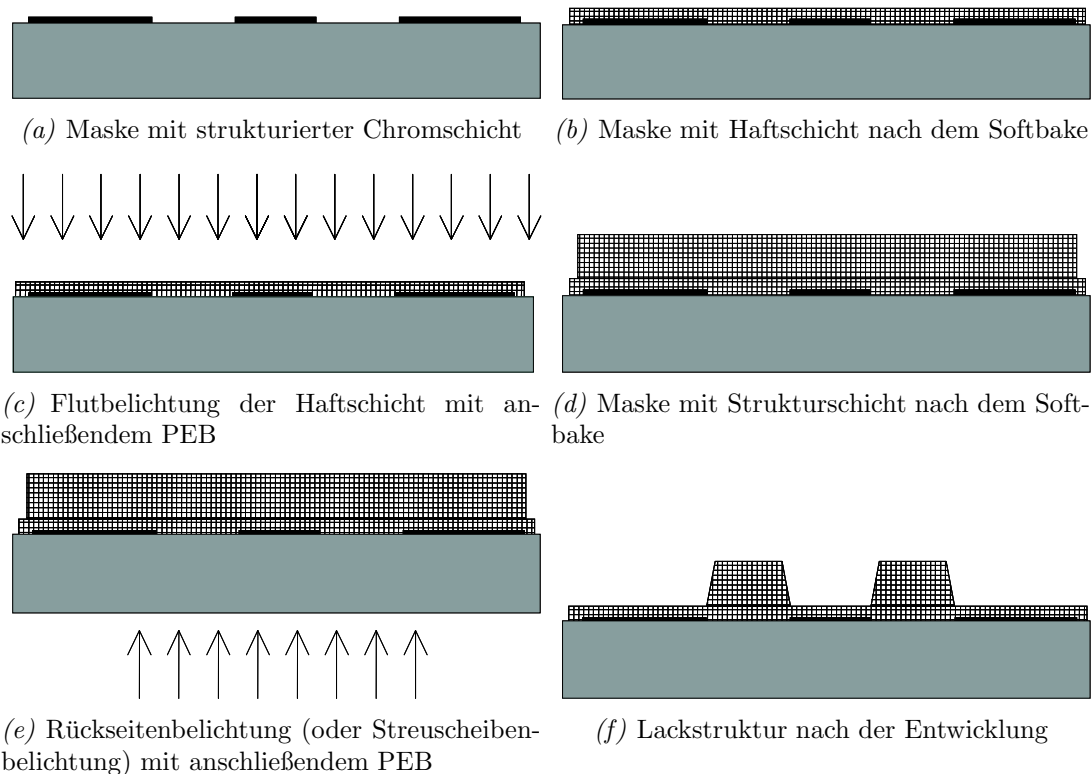 (a) Maske mit strukturierter Chromschicht
(b) Maske mit Haftschicht nach dem Softbake
(c) Flutbelichtung der Haftschicht mit an-
schließendem PEB
(d) Maske mit Strukturschicht nach dem Soft-
bake
(e) Rückseitenbelichtung (oder Streuscheiben-
belichtung) mit anschließendem PEB
(f) Lackstruktur nach der Entwicklung